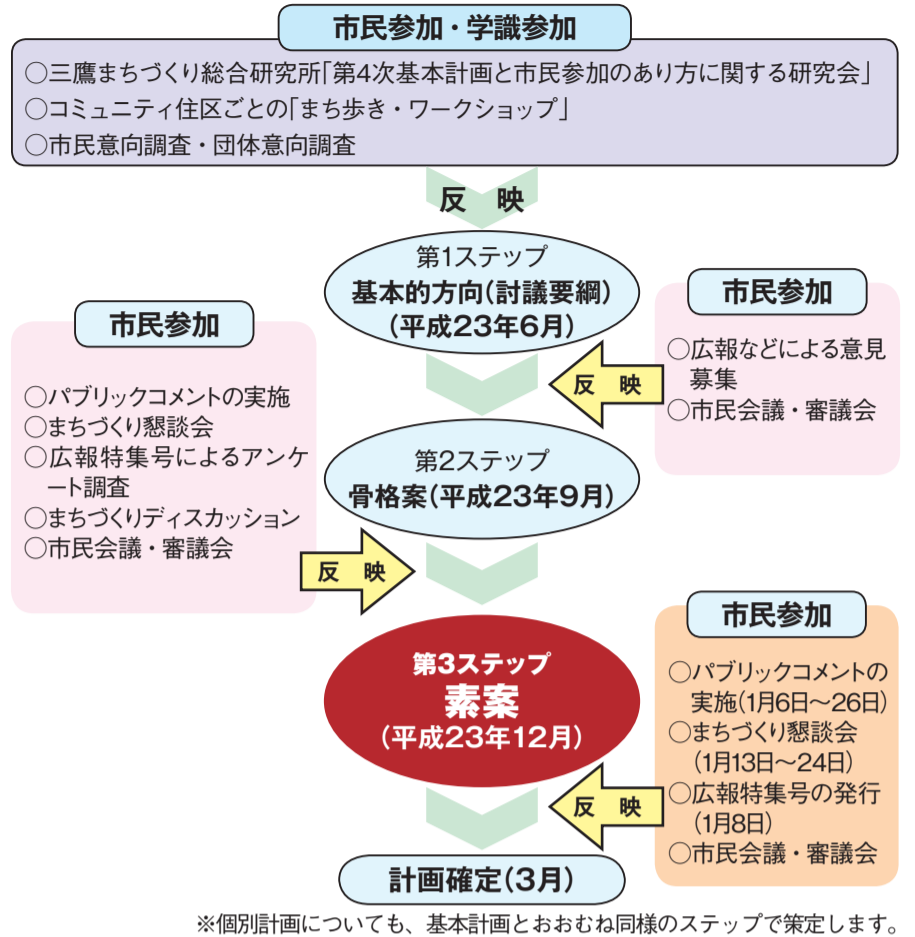 市民参加・学識参加
○三鷹まちづくり総合研究所「第4次基本計画と市民参加のあり方に関する研究会」
○コミュニティ住区ごとの「まち歩き・ワークショップ」
○市民意向調査・団体意向調査
反 映
第1ステップ
基本的方向(討議要綱)
(平成23年6月)
市民参加
○広報などによる意見
募集
○市民会議・審議会
反 映
第2ステップ
骨格案(平成23年9月)
市民参加
○パブリックコメントの実施
○まちづくり懇談会
○広報特集号によるアンケ
ート調査
○まちづくりディスカッション
○市民会議・審議会
反 映
第3ステップ
素案
(平成23年12月)
市民参加
○パブリックコメントの
実施(1月6日～26日)
○まちづくり懇談会
(1月13日～24日)
○広報特集号の発行
(1月8日)
○市民会議・審議会
反 映
計画確定(3月)
※個別計画についても、基本計画とおおむね同様のステップで策定します。